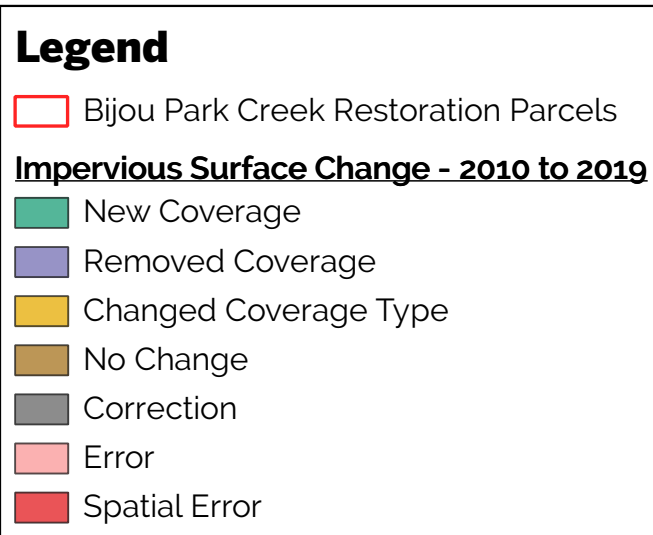 Legend
Bijou Park Creek Restoration Parcels
Impervious Surface Change - 2010 to 2019
New Coverage
Removed Coverage
Changed Coverage Type
No Change
Correction
Error
Spatial Error